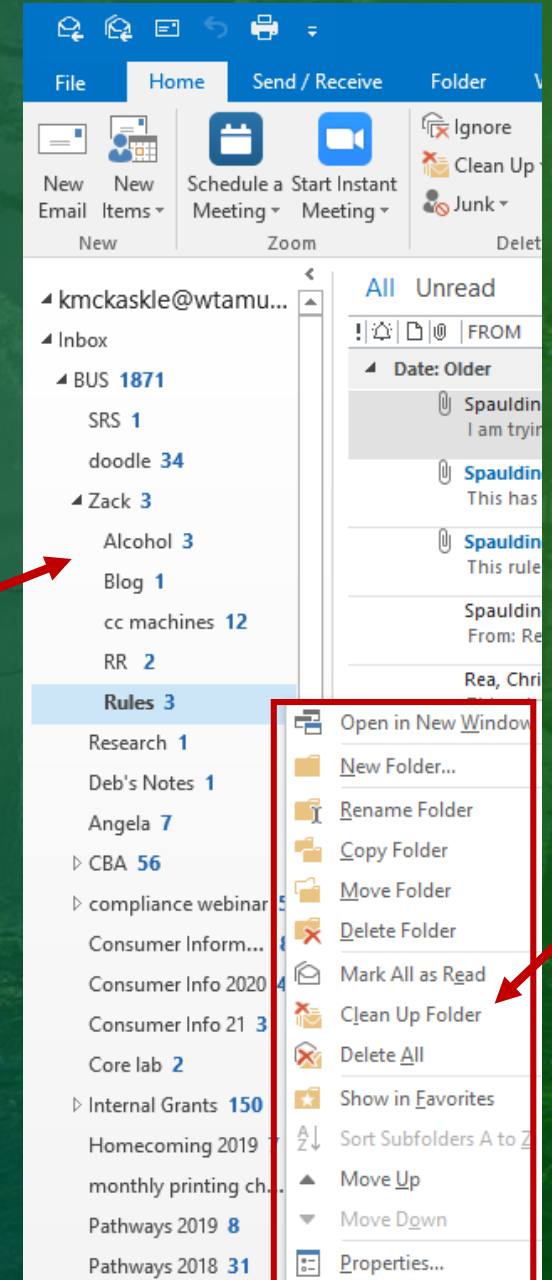 File Home Send / Receive Folder
New Email
New Items
Schedule a Meeting
Start Instant Meeting
Ignore
Clean Up
Junk
New
Zoom
kmckaskle@wtamu...
Inbox
BUS 1871
SRS 1
doodle 34
Zack 3
Alcohol 3
Blog 1
cc machines 12
RR 2
Rules 3
Research 1
Deb's Notes 1
Angela 7
CBA 56
compliance webinar
Consumer Inform...
Consumer Info 2020
Consumer Info 21 3
Core lab 2
Internal Grants 150
Homecoming 2019
monthly printing ch...
Pathways 2019 8
Pathways 2018 31
All Unread
! FROM
Date: Older
Spauldin
I am tryin
Spauldin
This has
Spauldin
This rule
Spauldin
From: Re
Rea, Chri
Open in New Window
New Folder...
Rename Folder
Copy Folder
Move Folder
Delete Folder
Mark All as Read
Clean Up Folder
Delete All
Show in Favorites
Sort Subfolders A to Z
Move Up
Move Down
Properties...